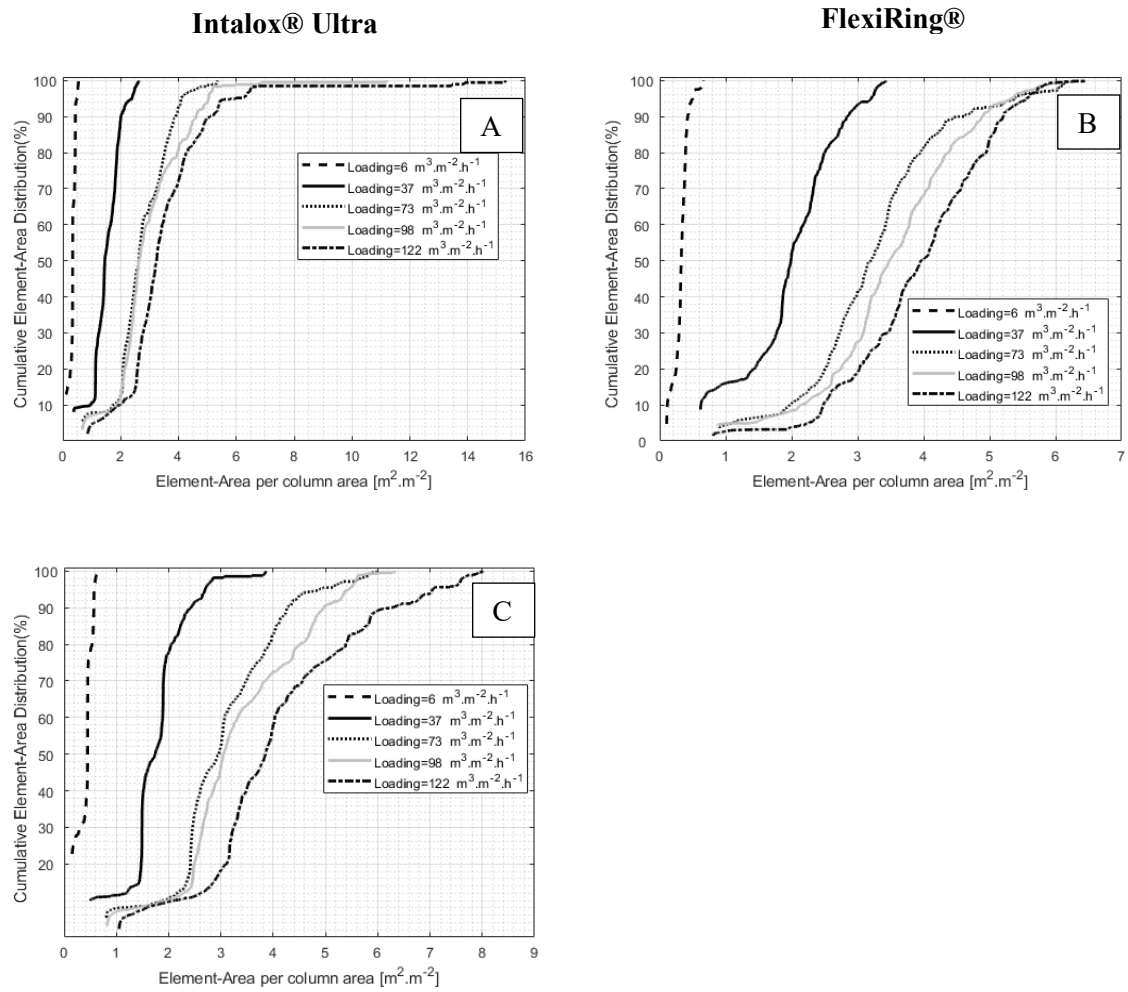 Intalox® Ultra
FlexiRing®
A
100
90
80
70
60
50
40
30
20
10
Cumulative Element-Area Distribution(%)
Loading=6 m³.m⁻².h⁻¹
Loading=37 m³.m⁻².h⁻¹
Loading=73 m³.m⁻².h⁻¹
Loading=98 m³.m⁻².h⁻¹
Loading=122 m³.m⁻².h⁻¹
0 2 4 6 8 10 12 14 16
Element-Area per column area [m².m⁻²]
B
100
90
80
70
60
50
40
30
20
10
0
Cumulative Element-Area Distribution(%)
Loading=6 m³.m⁻².h⁻¹
Loading=37 m³.m⁻².h⁻¹
Loading=73 m³.m⁻².h⁻¹
Loading=98 m³.m⁻².h⁻¹
Loading=122 m³.m⁻².h⁻¹
0 1 2 3 4 5 6 7
Element-Area per column area [m².m⁻²]
C
100
90
80
70
60
50
40
30
20
Cumulative Element-Area Distribution(%)
Loading=6 m³.m⁻².h⁻¹
Loading=37 m³.m⁻².h⁻¹
Loading=73 m³.m⁻².h⁻¹
Loading=98 m³.m⁻².h⁻¹
Loading=122 m³.m⁻².h⁻¹
0 1 2 3 4 5 6 7 8 9
Element-Area per column area [m².m⁻²]